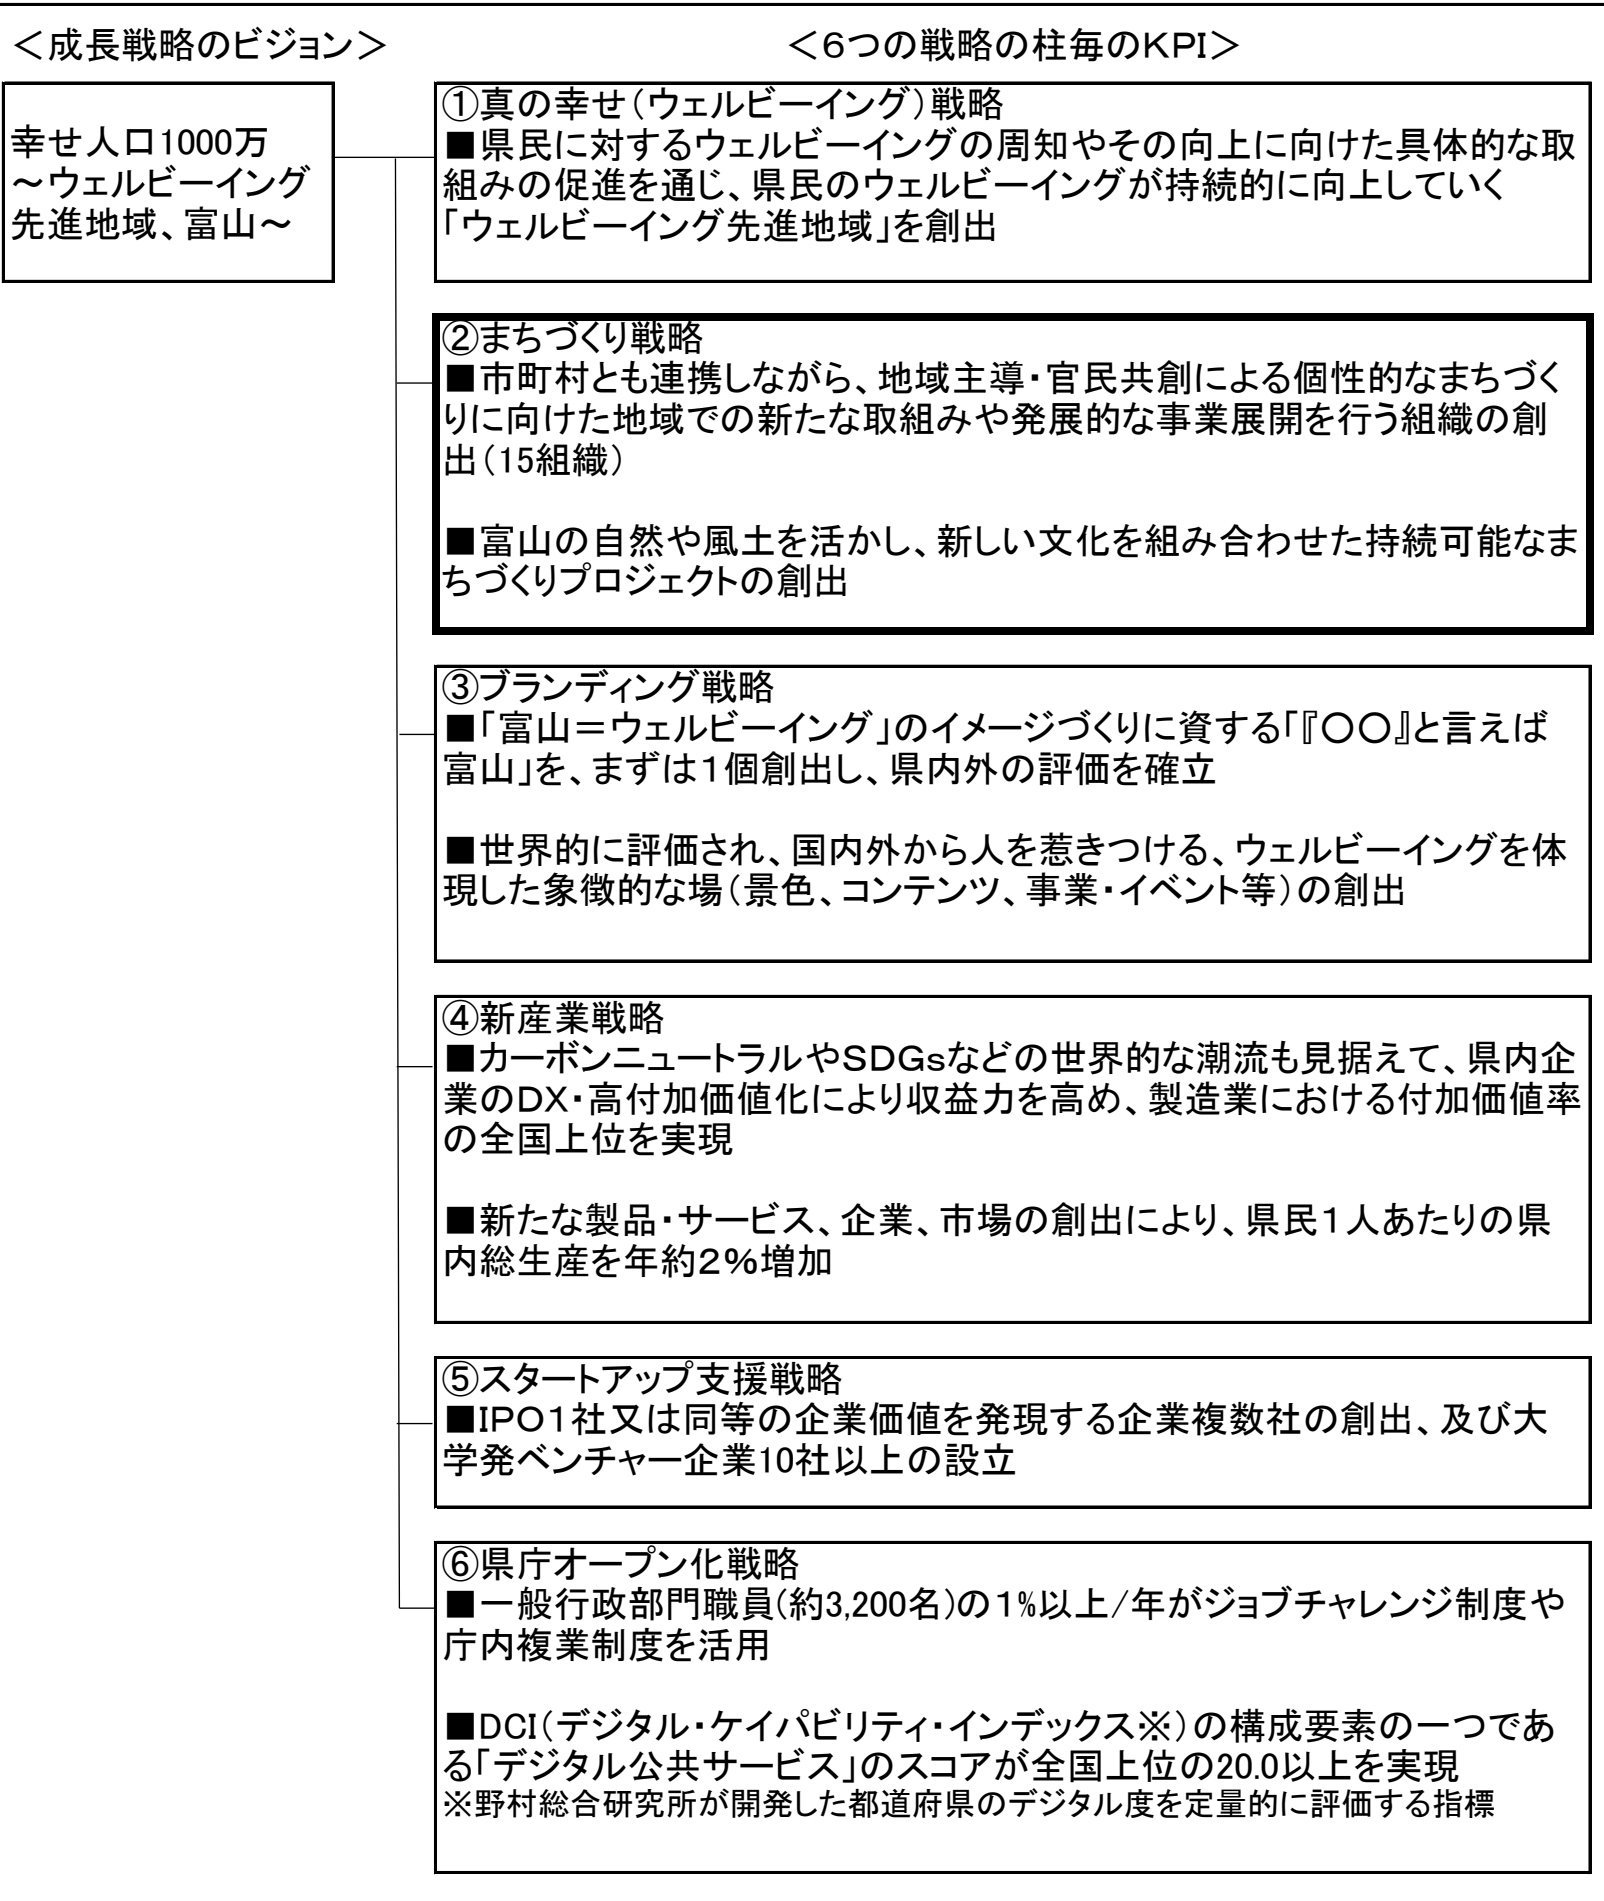 ＜成長戦略のビジョン＞
＜６つの戦略の柱毎のＫＰＩ＞
幸せ人口1000万
～ウェルビーイング
先進地域、富山～
①真の幸せ（ウェルビーイング）戦略
■県民に対するウェルビーイングの周知やその向上に向けた具体的な取
組みの促進を通じ、県民のウェルビーイングが持続的に向上していく
「ウェルビーイング先進地域」を創出
②まちづくり戦略
■市町村とも連携しながら、地域主導・官民共創による個性的なまちづく
りに向けた地域での新たな取組みや発展的な事業展開を行う組織の創
出（15組織）
■富山の自然や風土を活かし、新しい文化を組み合わせた持続可能なま
ちづくりプロジェクトの創出
③ブランディング戦略
■「富山＝ウェルビーイング」のイメージづくりに資する「『〇〇』と言えば
富山」を、まずは１個創出し、県内外の評価を確立
■世界的に評価され、国内外から人を惹きつける、ウェルビーイングを体
現した象徴的な場（景色、コンテンツ、事業・イベント等）の創出
④新産業戦略
■カーボンニュートラルやＳＤＧｓなどの世界的な潮流も見据えて、県内企
業のＤＸ・高付加価値化により収益力を高め、製造業における付加価値率
の全国上位を実現
■新たな製品・サービス、企業、市場の創出により、県民１人あたりの県
内総生産を年約２％増加
⑤スタートアップ支援戦略
■ＩＰＯ１社又は同等の企業価値を発現する企業複数社の創出、及び大
学発ベンチャー企業10社以上の設立
⑥県庁オープン化戦略
■一般行政部門職員(約3,200名)の１%以上/年がジョブチャレンジ制度や
庁内複業制度を活用
■DCI（デジタル・ケイパビリティ・インデックス※）の構成要素の一つであ
る「デジタル公共サービス」のスコアが全国上位の20.0以上を実現
※野村総合研究所が開発した都道府県のデジタル度を定量的に評価する指標